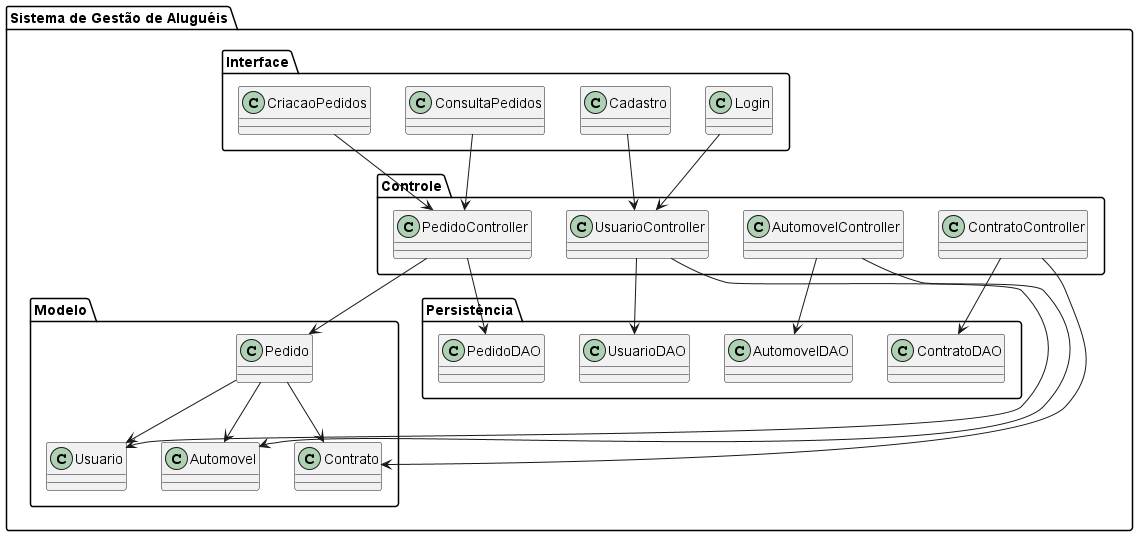 Sistema de Gestão de Aluguéis
Interface
C CriacaoPedidos
C ConsultaPedidos
C Cadastro
C Login
Controle
C PedidoController
C UsuarioController
C AutomovelController
C ContratoController
Modelo
Persistência
C Pedido
C PedidoDAO
C UsuarioDAO
C AutomovelDAO
C ContratoDAO
C Usuario
C Automovel
C Contrato